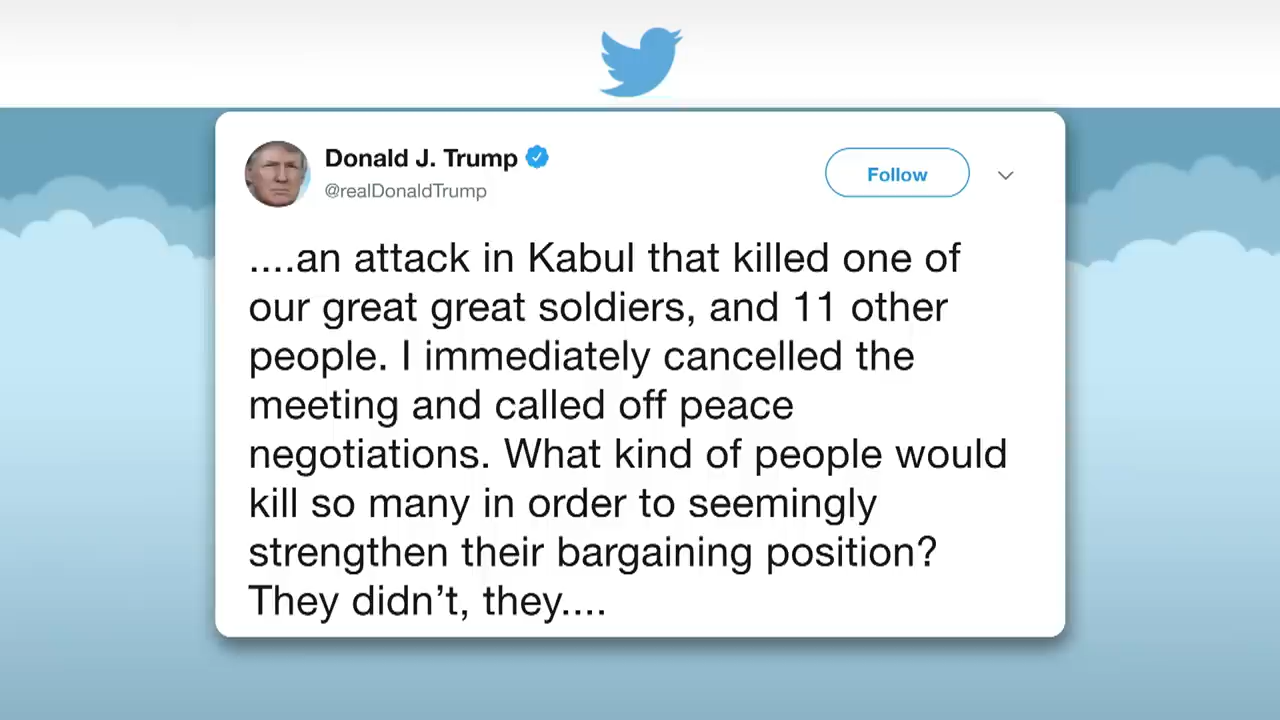 Donald J. Trump
@realDonaldTrump
Follow
....an attack in Kabul that killed one of
our great great soldiers, and 11 other
people. I immediately cancelled the
meeting and called off peace
negotiations. What kind of people would
kill so many in order to seemingly
strengthen their bargaining position?
They didn’t, they....